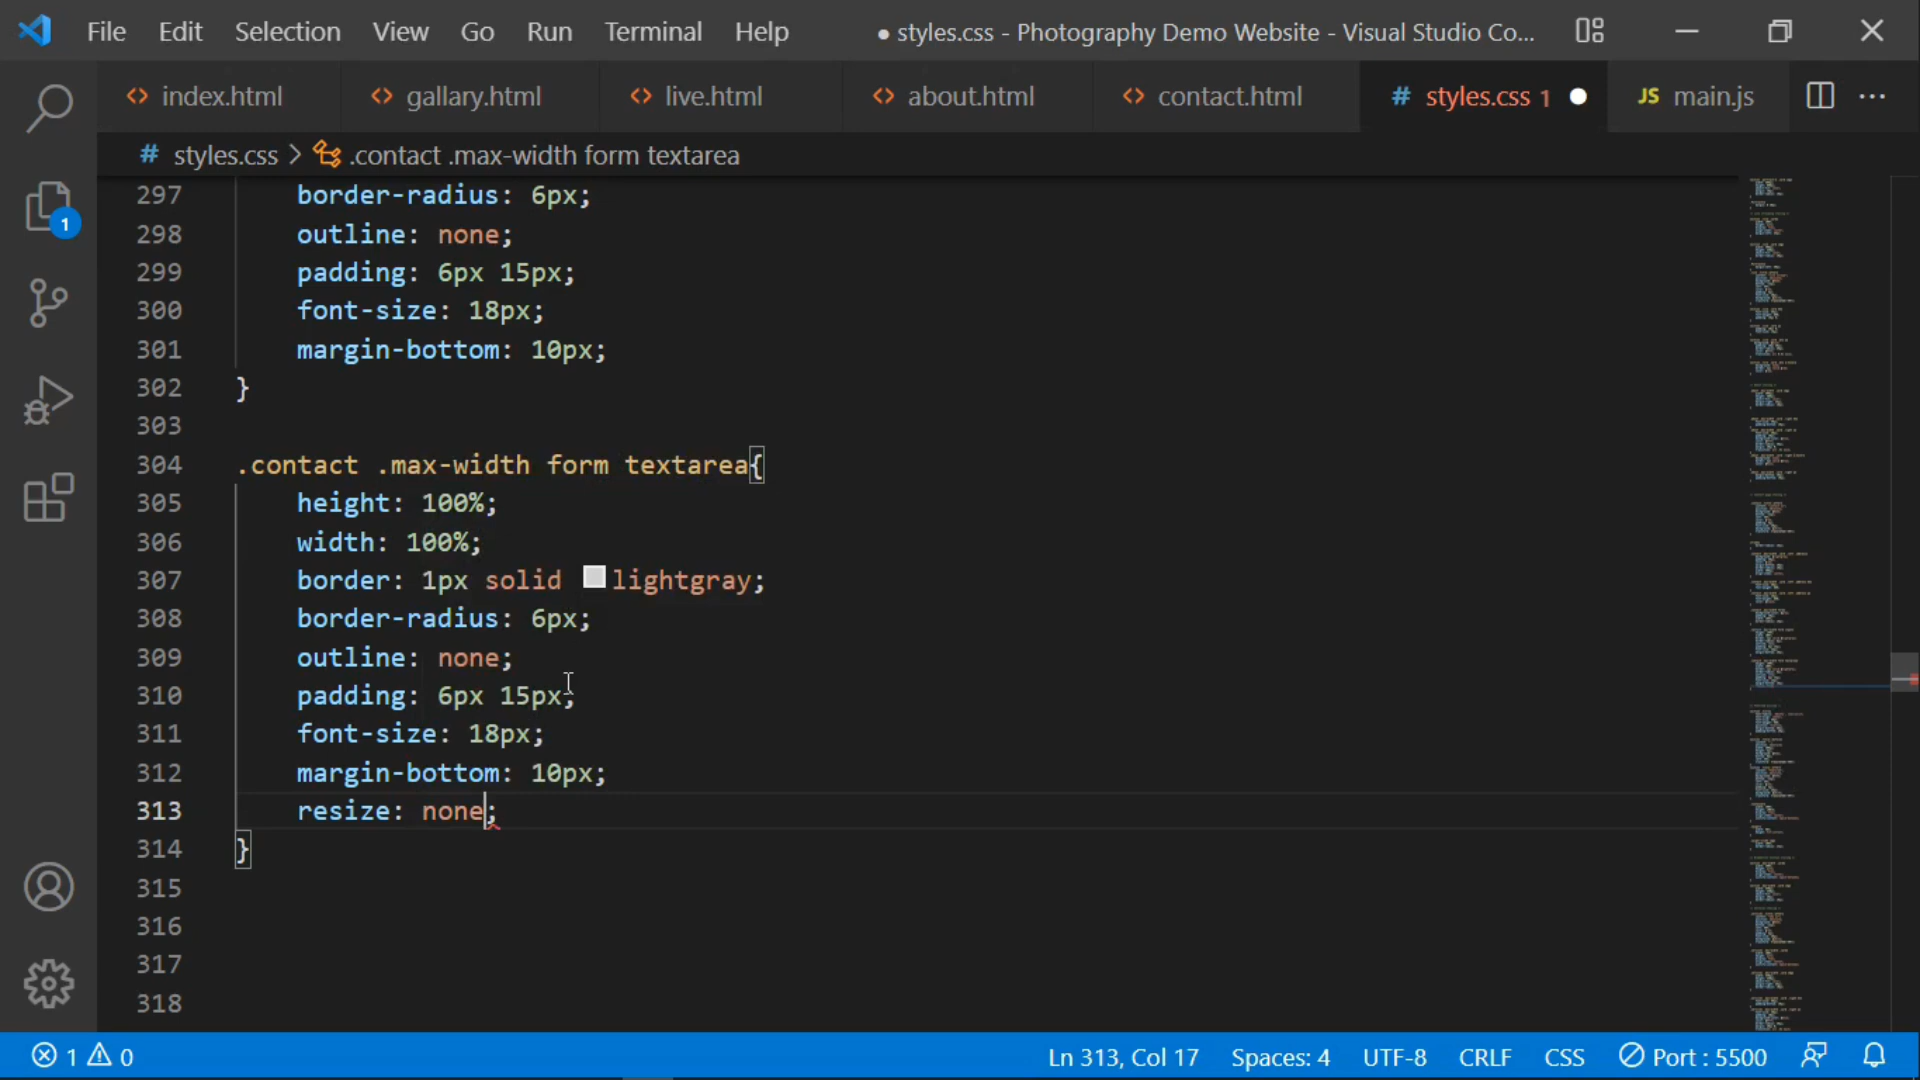 File Edit Selection View Go Run Terminal Help ● styles.css - Photography Demo Website - Visual Studio Co...
index.html gallary.html live.html about.html contact.html # styles.css 1 JS main.js ...
# styles.css > .contact .max-width form textarea
297 border-radius: 6px;
298 outline: none;
299 padding: 6px 15px;
300 font-size: 18px;
301 margin-bottom: 10px;
302 }
303
304 .contact .max-width form textarea{
305 height: 100%;
306 width: 100%;
307 border: 1px solid lightgray;
308 border-radius: 6px;
309 outline: none;
310 padding: 6px 15px;
311 font-size: 18px;
312 margin-bottom: 10px;
313 resize: none;
314 }
315
316
317
318
1
1 0 Ln 313, Col 17 Spaces: 4 UTF-8 CRLF CSS Port : 5500